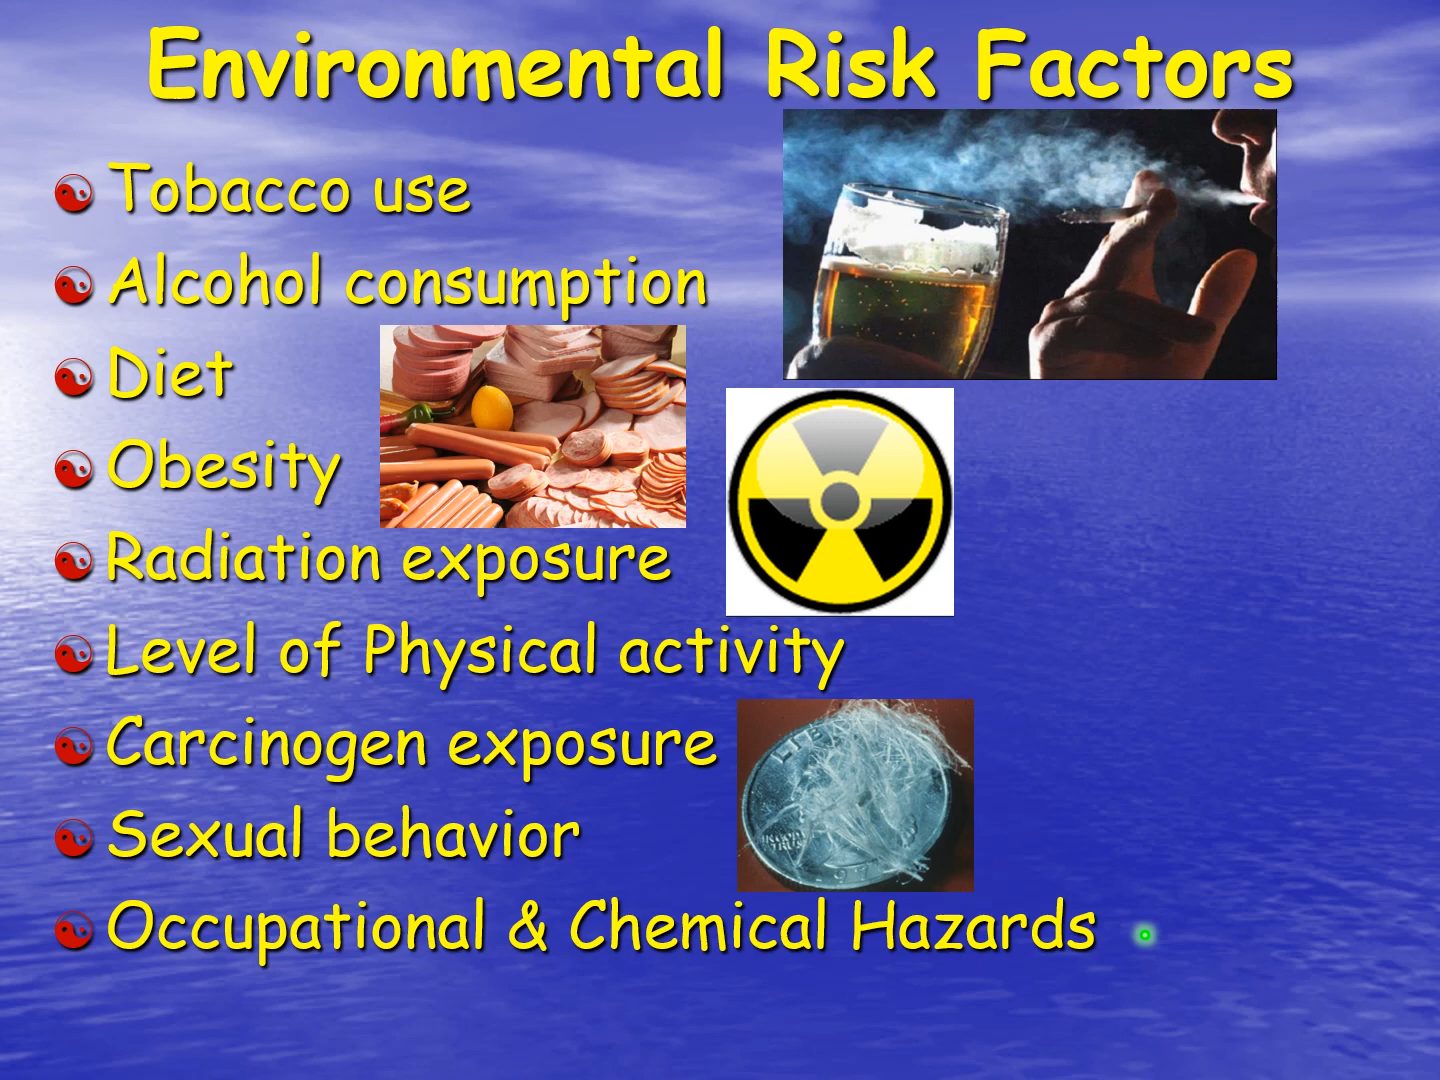 Environmental Risk Factors
Tobacco use
Alcohol consumption
Diet
Obesity
Radiation exposure
Level of Physical activity
Carcinogen exposure
Sexual behavior
Occupational & Chemical Hazards